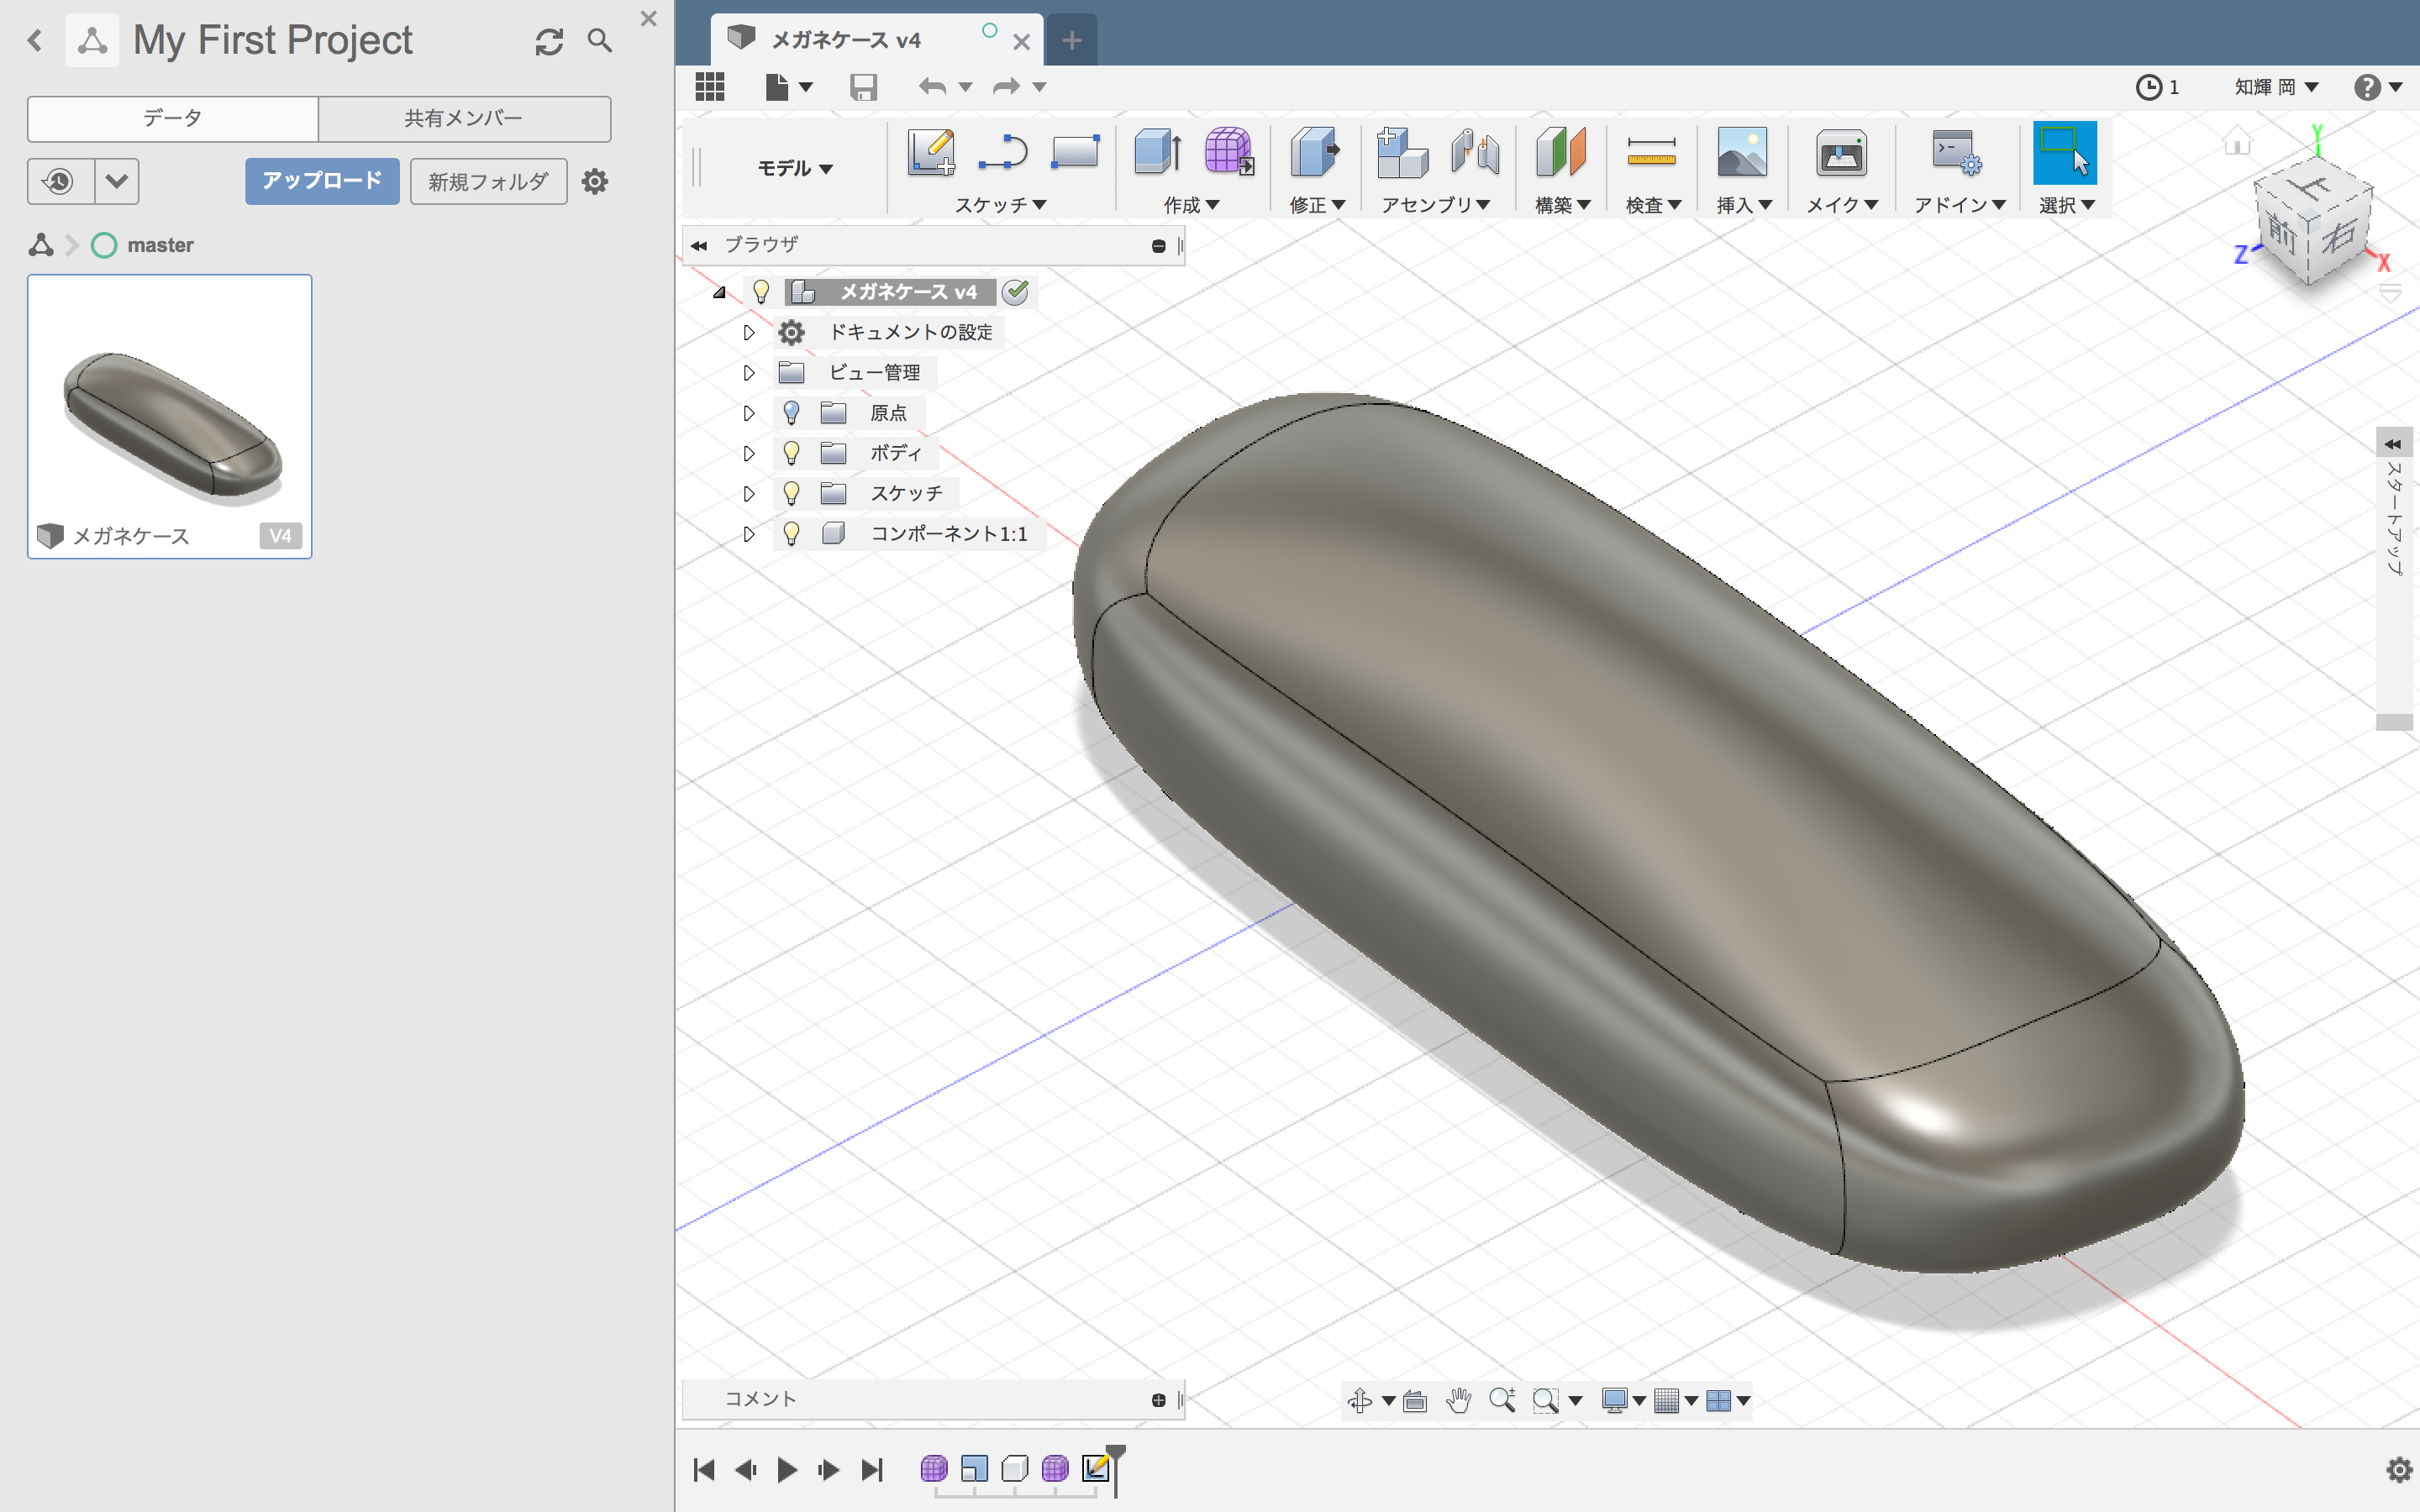 My First Project
データ
共有メンバー
アップロード
新規フォルダ
master
メガネケース
V4
メガネケース v4
1
知輝 岡
モデル
スケッチ
作成
修正
アセンブリ
構築
検査
挿入
メイク
アドイン
選択
Y
上
前
右
Z
X
ブラウザ
メガネケース v4
ドキュメントの設定
ビュー管理
原点
ボディ
スケッチ
コンポーネント1:1
スタートアップ
コメント